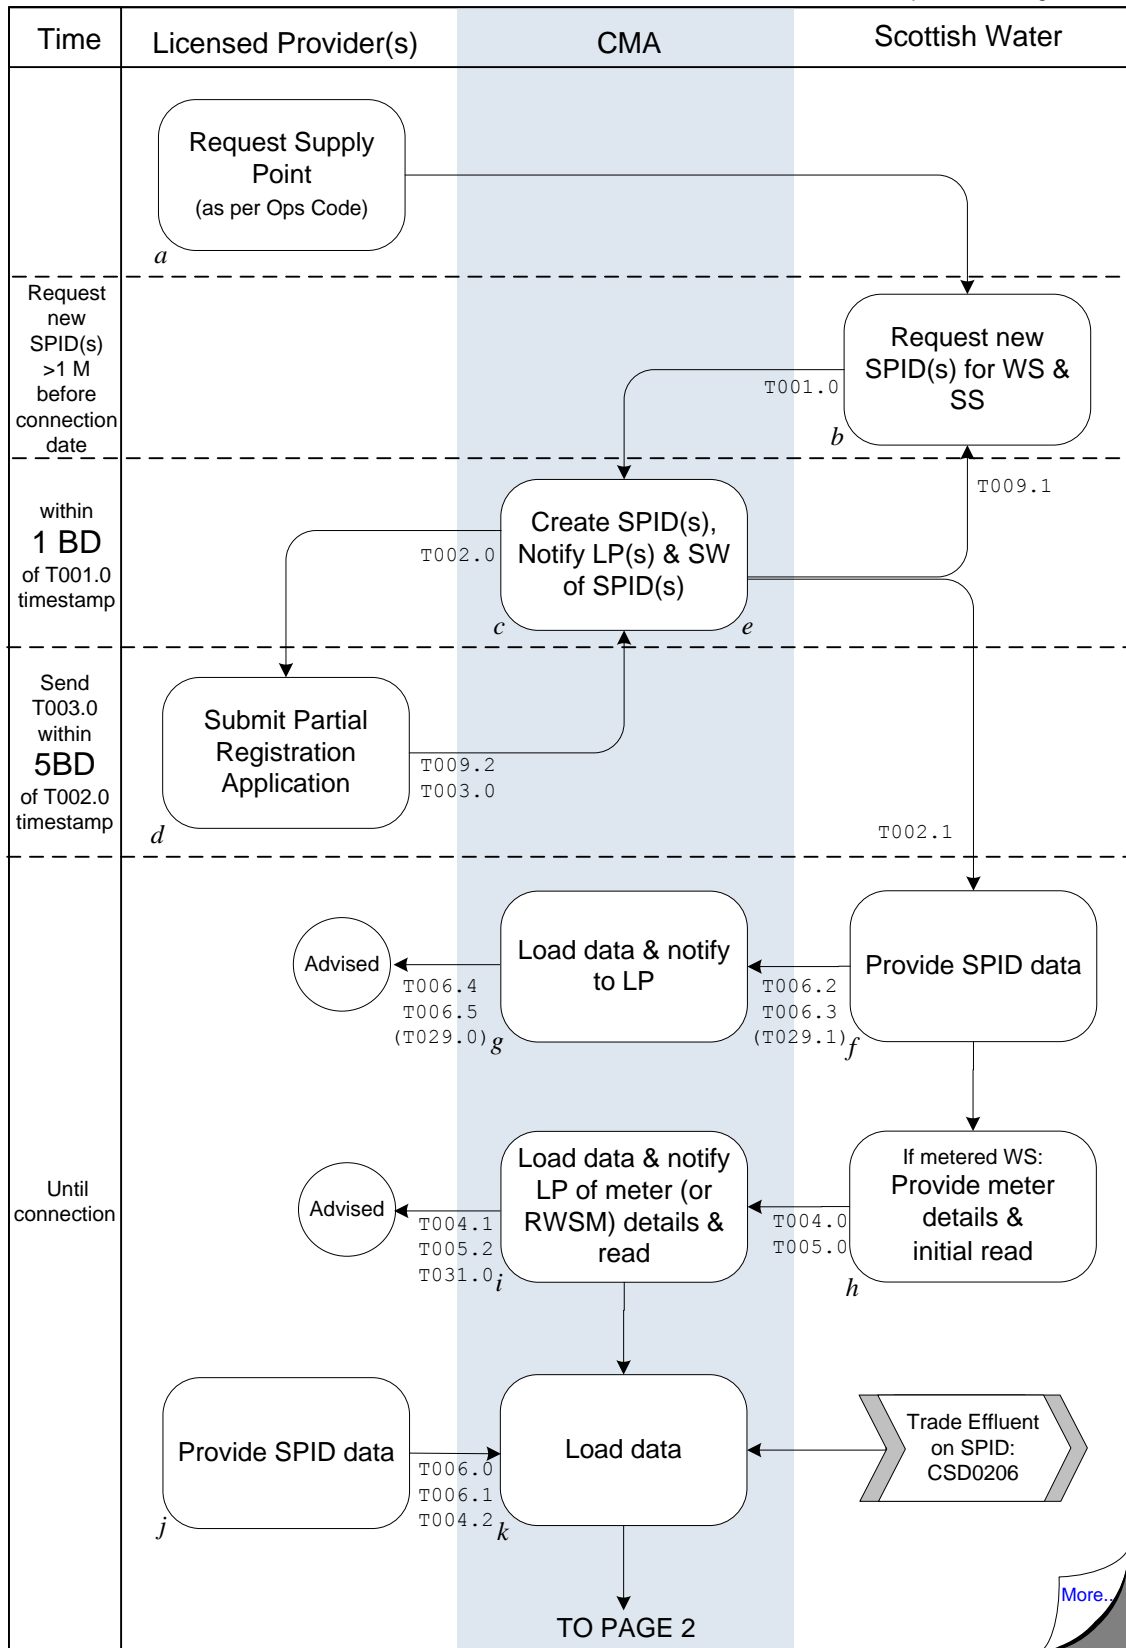 Time
Licensed Provider(s)
CMA
Scottish Water
Request Supply
Point
(as per Ops Code)
a
Request
new
SPID(s)
>1 M
before
connection
date
Request new
SPID(s) for WS &
SS
b
T001.0
T009.1
within
1 BD
of T001.0
timestamp
T002.0
Create SPID(s),
Notify LP(s) & SW
of SPID(s)
c
e
Send
T003.0
within
5BD
of T002.0
timestamp
Submit Partial
Registration
Application
d
T009.2
T003.0
T002.1
Until
connection
Advised
T006.4
T006.5
(T029.0)
g
Load data & notify
to LP
T006.2
T006.3
(T029.1)
f
Provide SPID data
Advised
T004.1
T005.2
T031.0
i
Load data & notify
LP of meter (or
RWSM) details &
read
T004.0
T005.0
If metered WS:
Provide meter
details &
initial read
h
Provide SPID data
j
T006.0
T006.1
T004.2
k
Load data
Trade Effluent
on SPID:
CSD0206
TO PAGE 2
More..